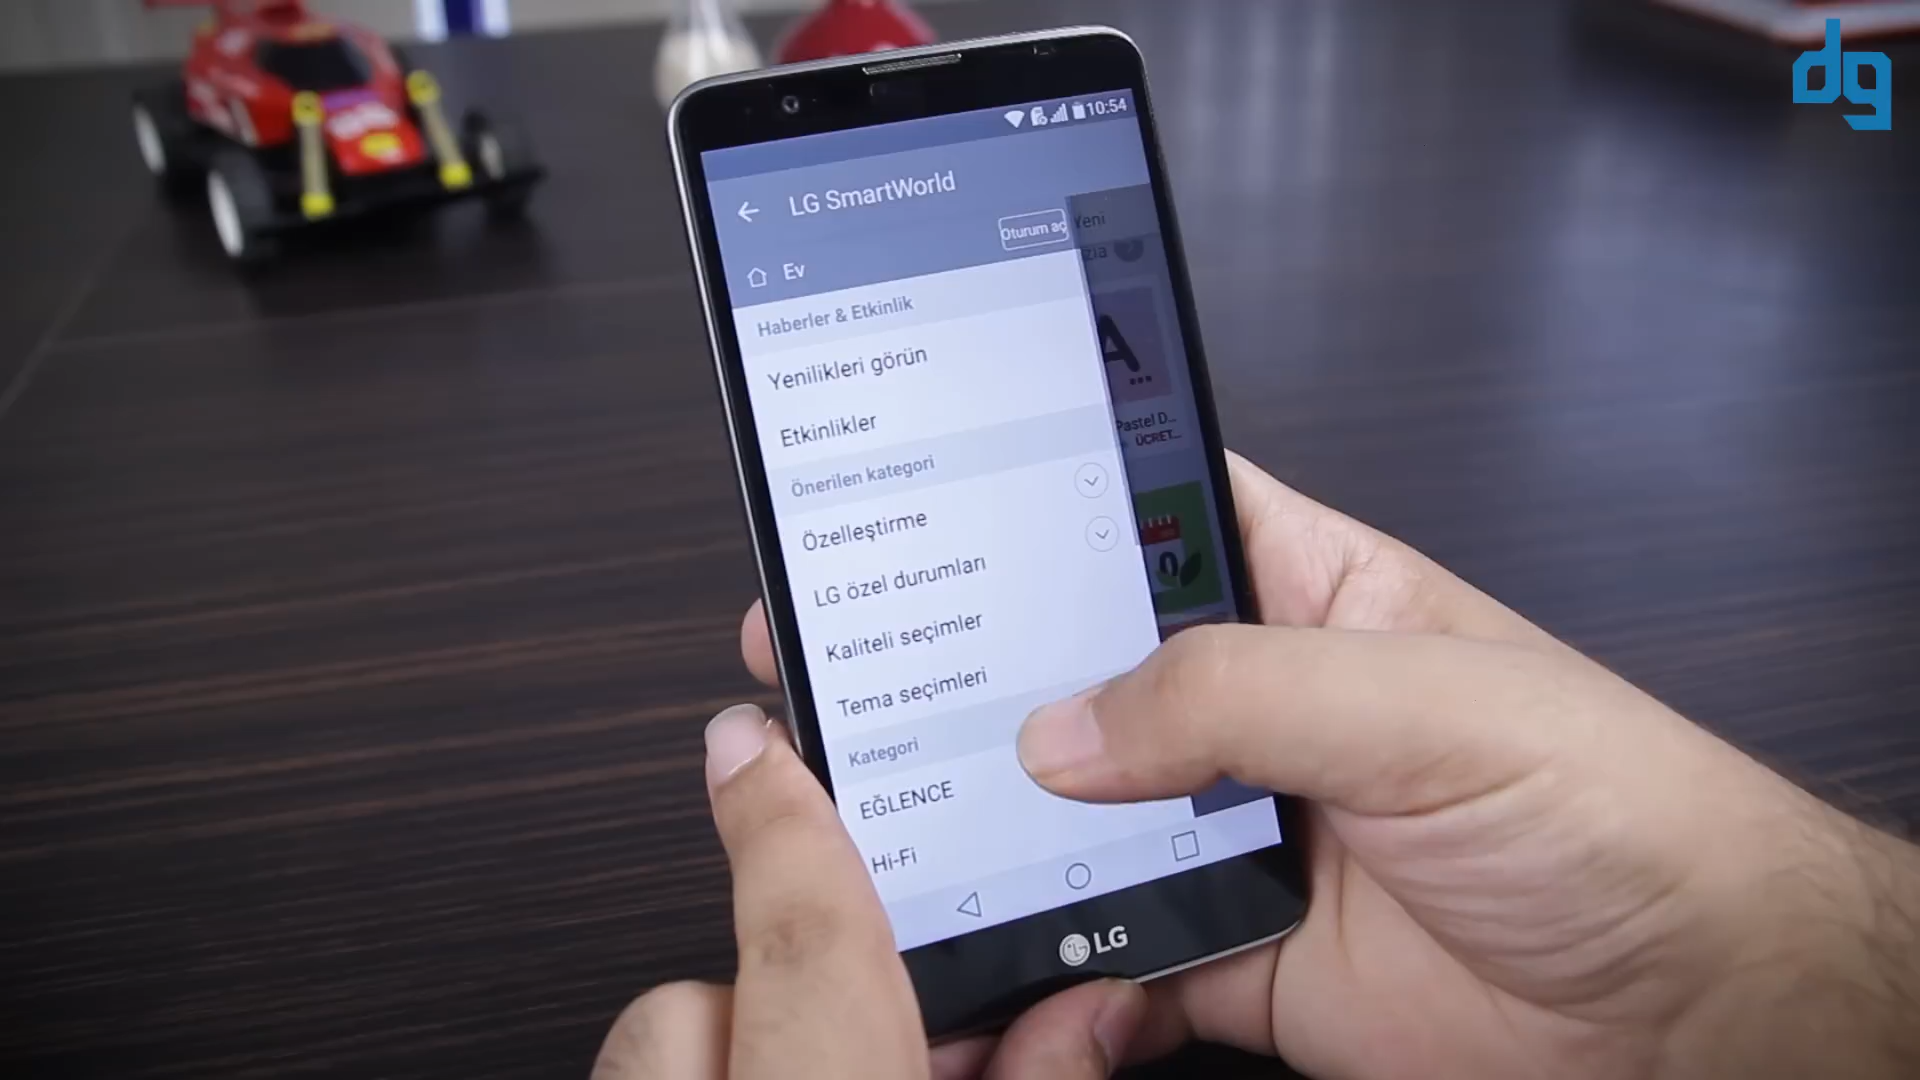 dg
10:54
LG SmartWorld
Oturum aç
Yeni
Ev
Haberler & Etkinlik
Yenilikleri görün
Etkinlikler
A...
Pastel D...
ÜCRET...
Önerilen kategori
Özelleştirme
LG özel durumları
Kaliteli seçimler
Tema seçimleri
Kategori
EĞLENCE
Hi-Fi
LG